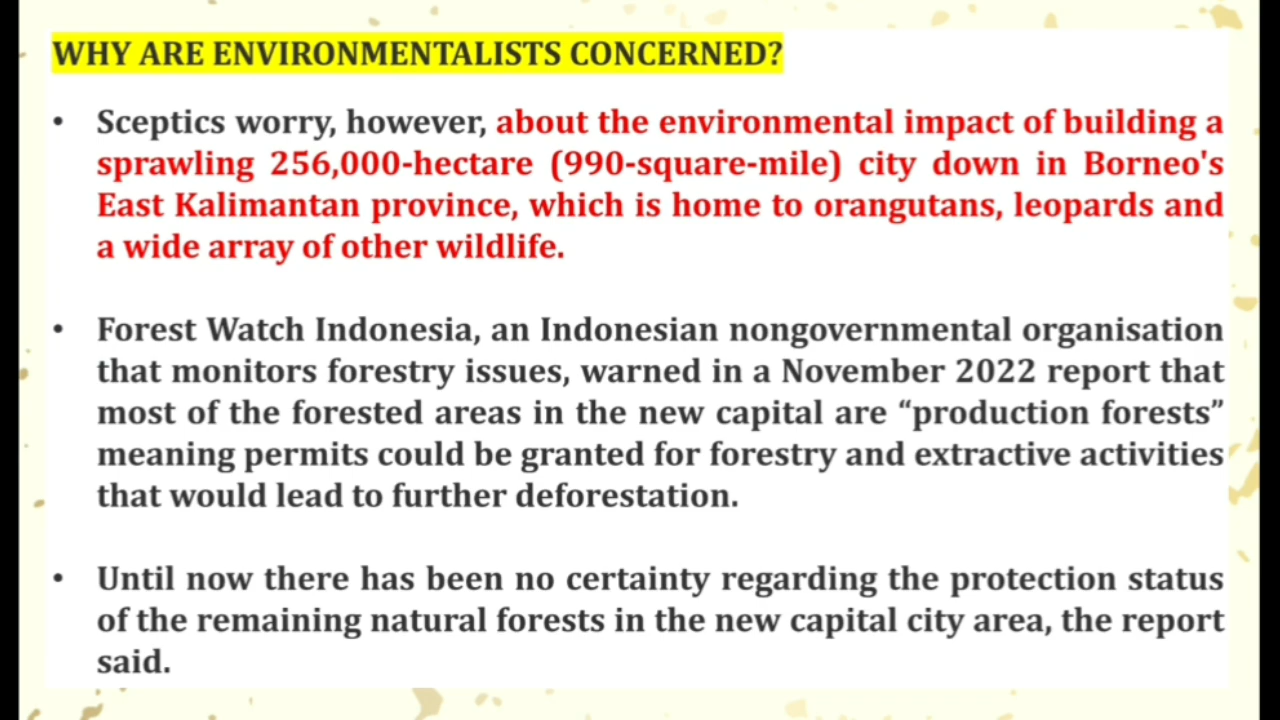 WHY ARE ENVIRONMENTALISTS CONCERNED?
• Sceptics worry, however, about the environmental impact of building a
sprawling 256,000-hectare (990-square-mile) city down in Borneo's
East Kalimantan province, which is home to orangutans, leopards and
a wide array of other wildlife.
• Forest Watch Indonesia, an Indonesian nongovernmental organisation
that monitors forestry issues, warned in a November 2022 report that
most of the forested areas in the new capital are “production forests”
meaning permits could be granted for forestry and extractive activities
that would lead to further deforestation.
• Until now there has been no certainty regarding the protection status
of the remaining natural forests in the new capital city area, the report
said.